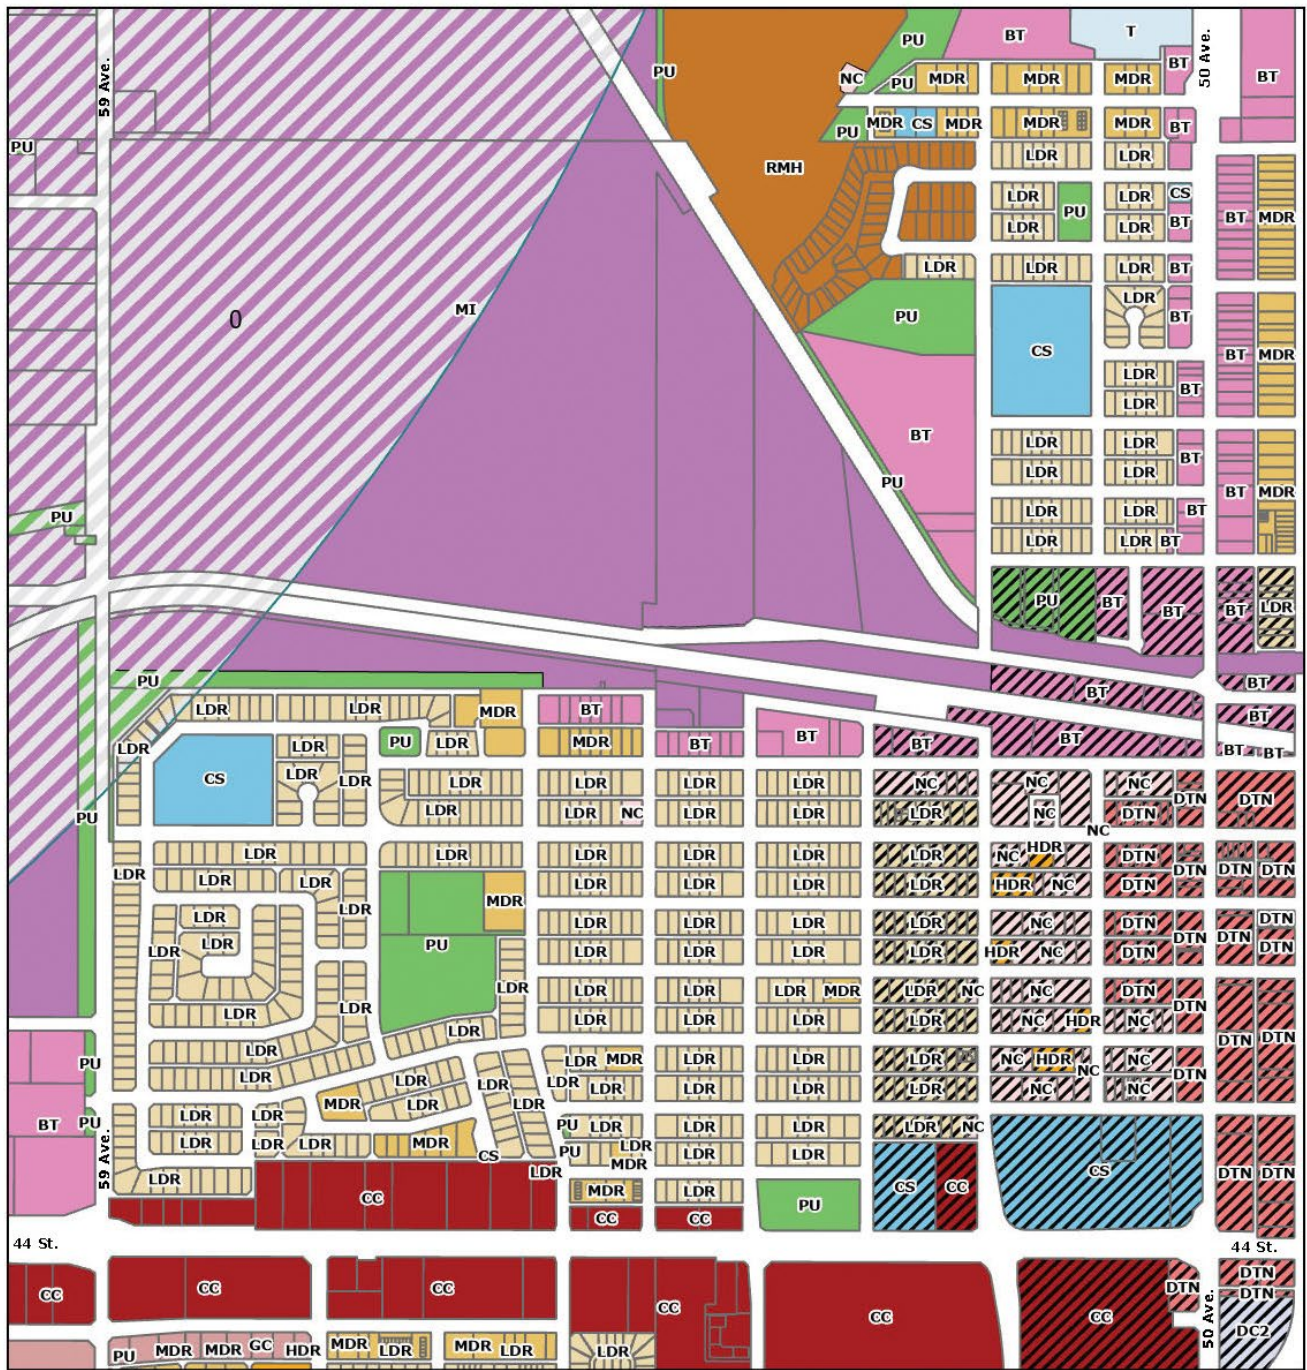 PU BT T
59 Ave. PU NC PU MDR MDR MDR BT 50 Ave. BT
MDR CS MDR MDR MDR BT
PU PU
RMH LDR LDR
LDR PU LDR CS
LDR LDR BT BT MDR
LDR LDR LDR BT
MI LDR
0 PU BT
CS BT MDR
LDR BT
LDR
BT LDR LDR
LDR LDR BT
PU BT MDR
PU LDR LDR BT
LDR LDR BT
PU BT BT BT LDR
PU BT BT
LDR LDR MDR BT BT
LDR PU LDR MDR BT BT BT BT BT BT
CS LDR LDR LDR LDR LDR NC NC NC DTN DTN
PU LDR LDR NC LDR LDR LDR NC DTN
NC
LDR LDR LDR LDR LDR LDR NC HDR DTN DTN DTN DTN
LDR LDR LDR LDR LDR LDR HDR NC DTN
LDR LDR MDR
LDR LDR PU LDR LDR LDR LDR NC DTN DTN DTN DTN
LDR LDR LDR LDR LDR LDR HDR NC DTN DTN
LDR LDR LDR LDR MDR LDR NC NC DTN
LDR LDR LDR LDR LDR LDR LDR NC HDR NC DTN
DTN DTN
PU LDR LDR MDR LDR LDR LDR NC HDR NC NC DTN
LDR LDR LDR LDR LDR LDR LDR LDR NC NC
MDR LDR LDR
BT PU LDR LDR PU LDR LDR LDR LDR NC
LDR LDR LDR MDR CS PU LDR MDR LDR LDR
59 Ave. LDR CC LDR MDR LDR PU CS CC CS DTN DTN
CC CC
44 St. 44 St.
CC CC CC CC CC CC DTN DTN DTN
50 Ave. DC2
PU MDR MDR GC HDR MDR LDR MDR LDR LDR